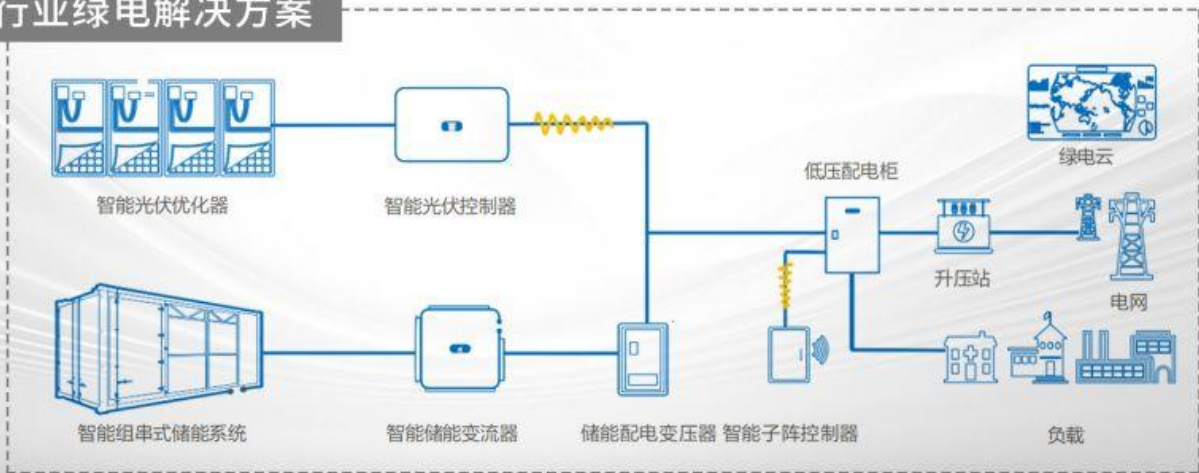 行业绿电解决方案
绿电云
低压配电柜
智能光伏优化器
智能光伏控制器
升压站
电网
智能组串式储能系统
智能储能变流器
储能配电变压器
智能子阵控制器
负载